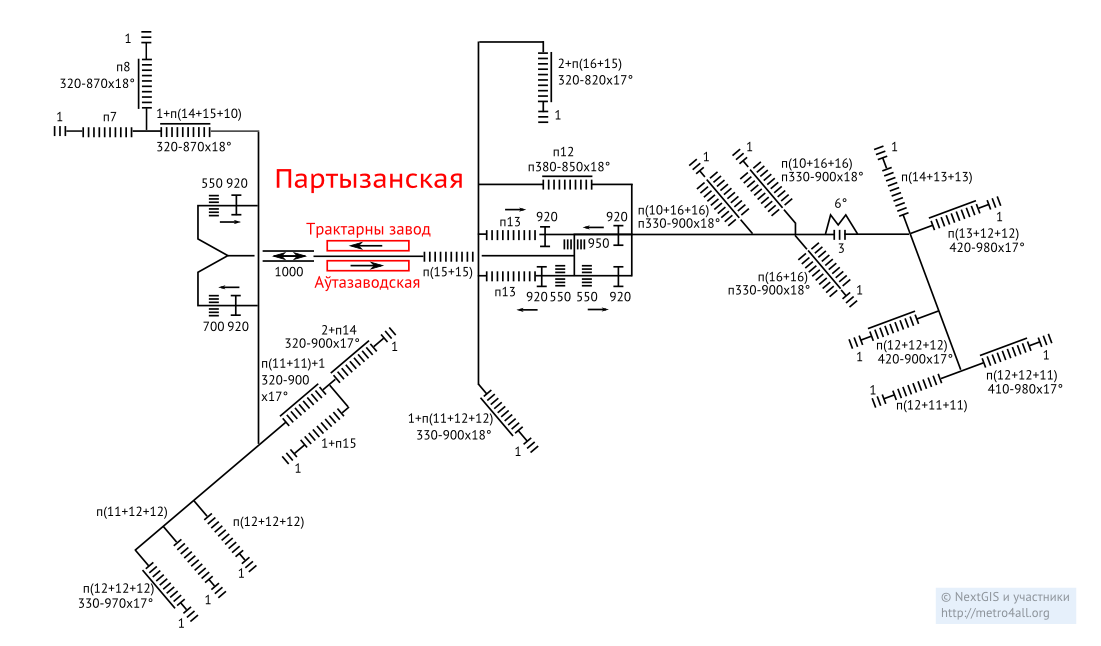 1
п8
320-870x18°
1
п7
1+п(14+15+10)
320-870x18°
2+п(16+15)
320-820x17°
1
п12
п380-850x18°
550 920
Партызанская
Трактарны завод
Аўтазаводская
1000
п(15+15)
700 920
п13
920
920
950
п13
920 550
550
920
1
1
п(10+16+16)
п330-900x18°
п(10+16+16)
п330-900x18°
1
п(14+13+13)
6°
3
1
п(13+12+12)
420-980x17°
п(16+16)
п330-900x18°
1
1
п(12+12+12)
420-900x17°
1
п(12+12+11)
410-980x17°
1
п(12+11+11)
2+п14
320-900x17°
1
п(11+11)+1
320-900
x17°
1+п15
1
1+п(11+12+12)
330-900x18°
1
п(11+12+12)
п(12+12+12)
1
1
п(12+12+12)
330-970x17°
1
© NextGIS и участники
http://metro4all.org